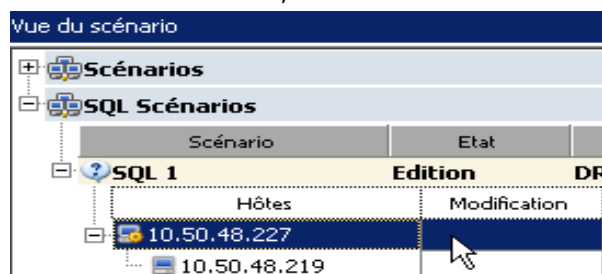 Vue du scénario
Scénarios
SQL Scénarios
Scénario Etat
SQL 1 Edition DR
Hôtes Modification
10.50.48.227
10.50.48.219